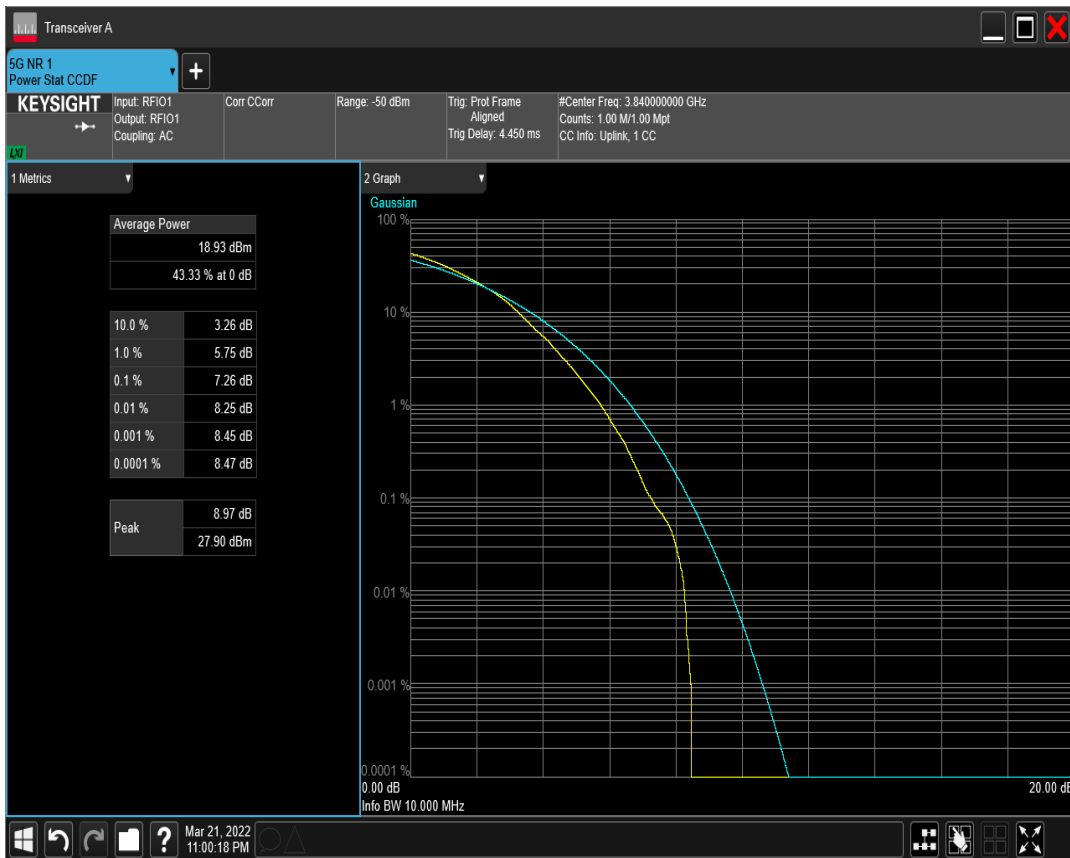 Transceiver A
5G NR 1
Power Stat CCDF
KEYSIGHT
LXI
Input: RFIO1
Output: RFIO1
Coupling: AC
Corr CCorr
Range: -50 dBm
Trig: Prot Frame
Aligned
Trig Delay: 4.450 ms
#Center Freq: 3.840000000 GHz
Counts: 1.00 M/1.00 Mpt
CC Info: Uplink, 1 CC
1 Metrics
Average Power
18.93 dBm
43.33 % at 0 dB
10.0 % 3.26 dB
1.0 % 5.75 dB
0.1 % 7.26 dB
0.01 % 8.25 dB
0.001 % 8.45 dB
0.0001 % 8.47 dB
Peak
8.97 dB
27.90 dBm
2 Graph
Gaussian
100 %
10 %
1 %
0.1 %
0.01 %
0.001 %
0.0001 %
0.00 dB 20.00 dB
Info BW 10.000 MHz
?
Mar 21, 2022
11:00:18 PM